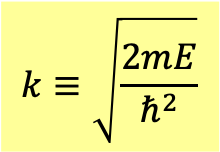 k ≡ √(2mE/ħ²)